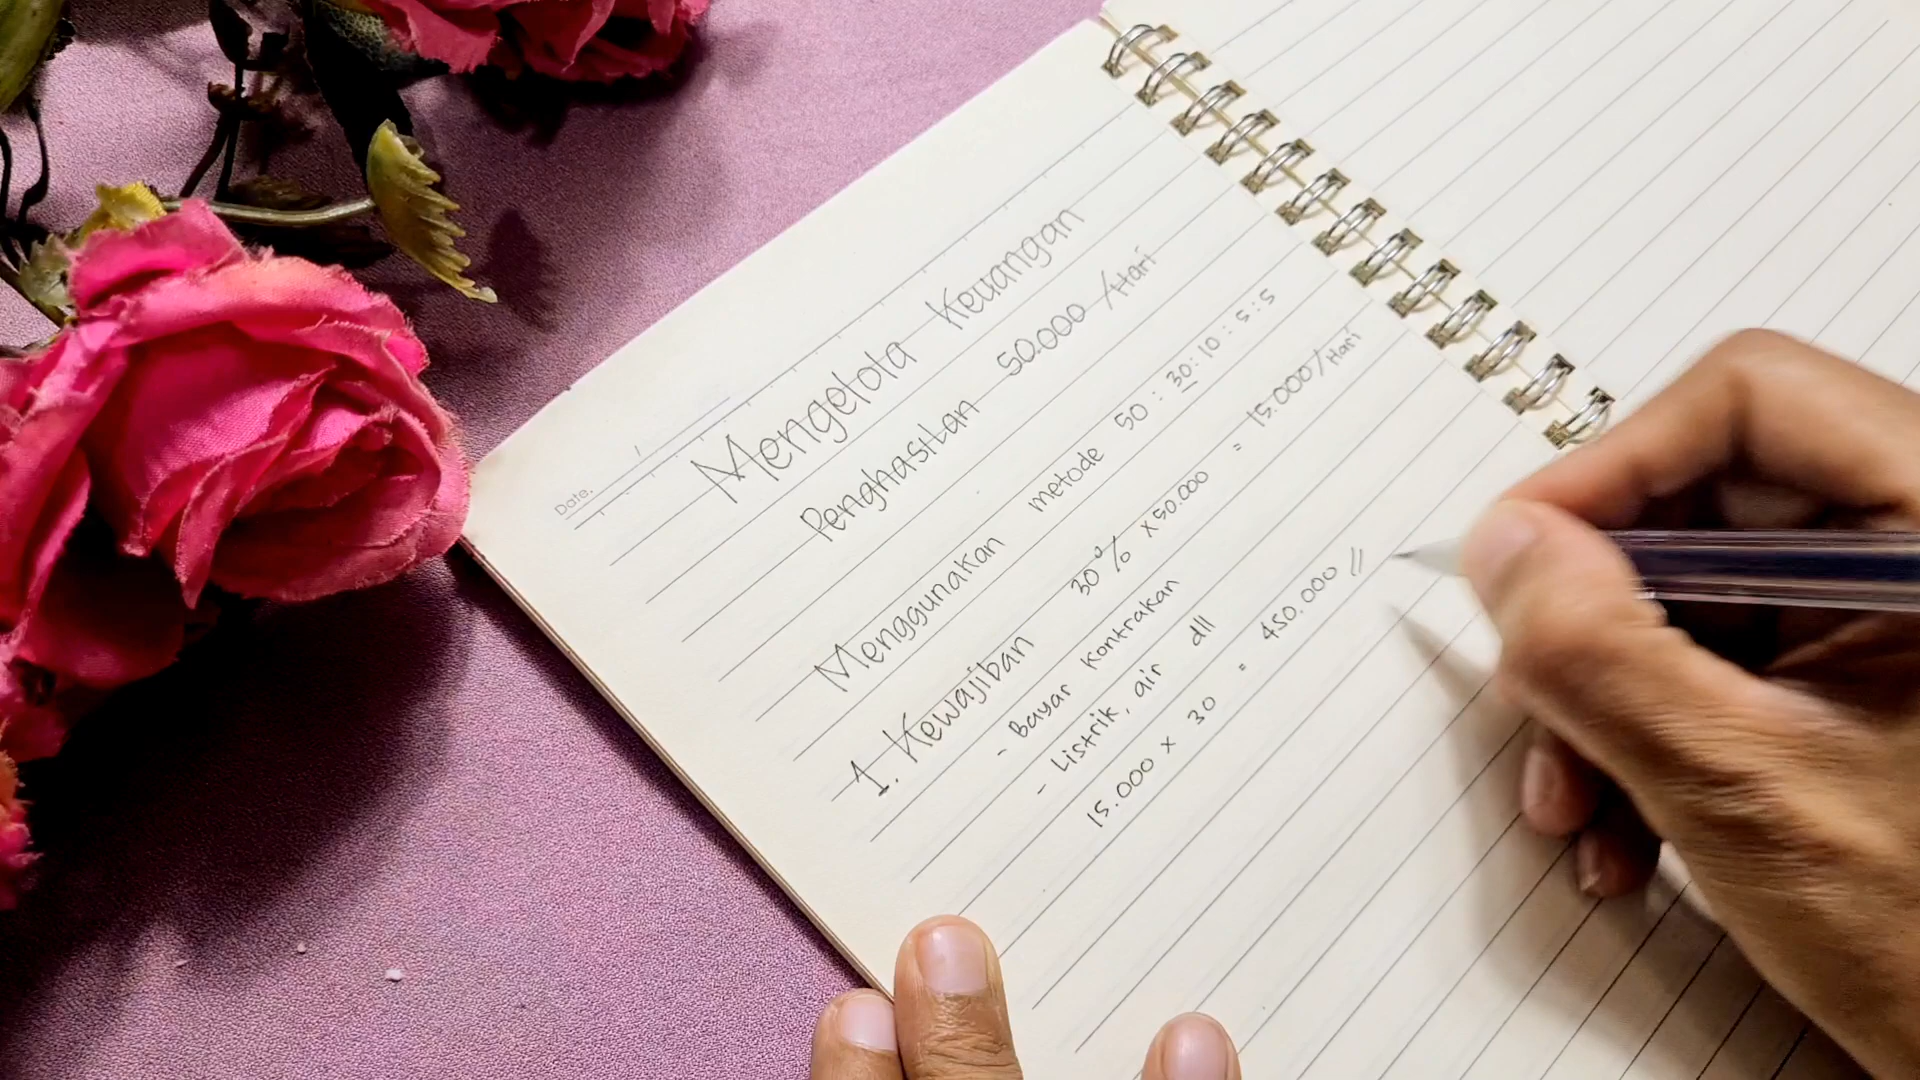 Date.
Mengelola Keuangan
Penghasilan 50.000 /Hari
Menggunakan metode 50 : 30 : 10 : 5 : 5
1. Kewajiban 30% x 50.000 = 15.000/Hari
- Bayar Kontrakan
- Listrik, air dll
15.000 x 30 = 450.000 //